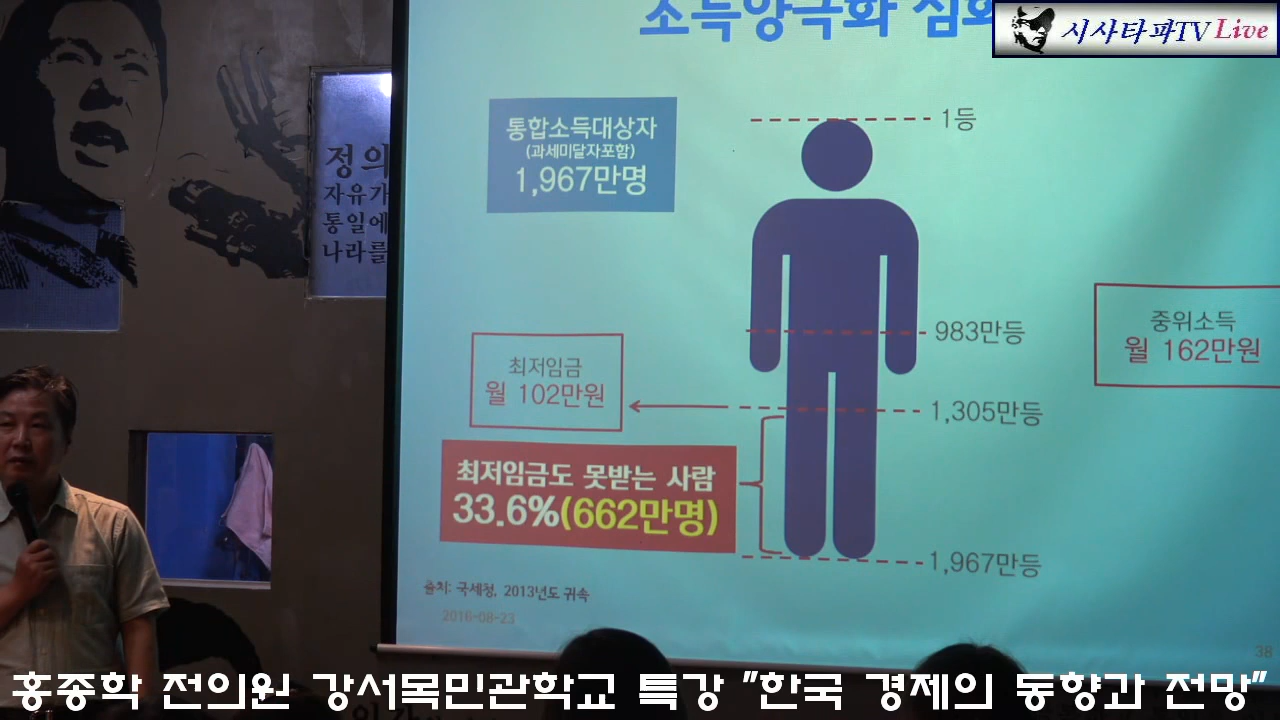 소득양극화 심화
시사타파TV Live
정의
자유가
통일에
나라를
통합소득대상자
(과세미달자포함)
1,967만명
1등
983만등
중위소득
월 162만원
최저임금
월 102만원
1,305만등
최저임금도 못받는 사람
33.6%(662만명)
1,967만등
출처: 국세청, 2013년도 귀속
2016-08-23
38
홍종학 전의원 강서목민관학교 특강 "한국 경제의 동향과 전망"